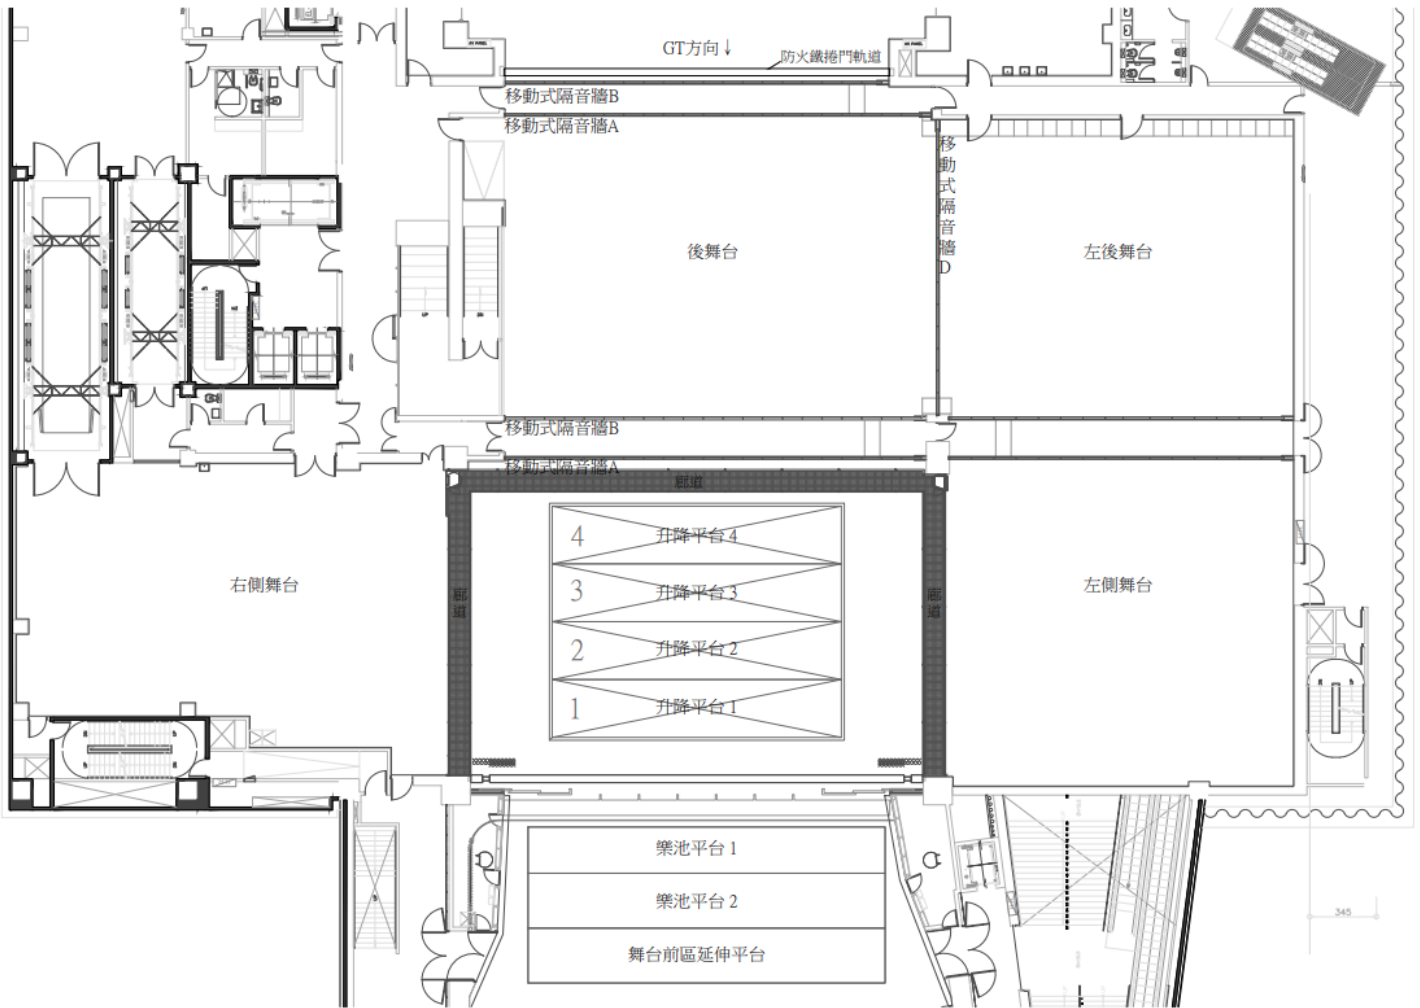 GT方向↓
防火鐵捲門軌道
移動式隔音牆B
移動式隔音牆A
移動式隔音牆D
後舞台
左後舞台
UP
DN
移動式隔音牆B
移動式隔音牆A
廊道
4 升降平台 4
3 升降平台 3
2 升降平台 2
1 升降平台 1
右側舞台
廊道
廊道
左側舞台
樂池平台 1
樂池平台 2
舞台前區延伸平台
345